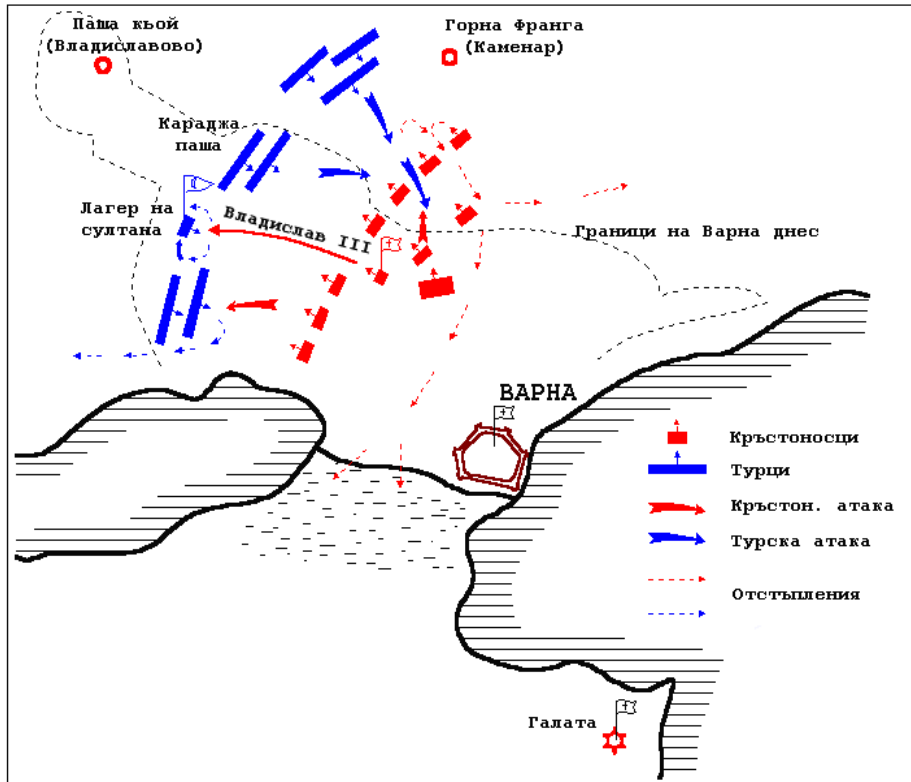 Паша кьой
(Владиславово)
Горна Франга
(Каменар)
Караджа
паша
Лагер на
султана
Владислав III
Граници на Варна днес
ВАРНА
Кръстоносци
Турци
Кръстон. атака
Турска атака
Отстъпления
Галата